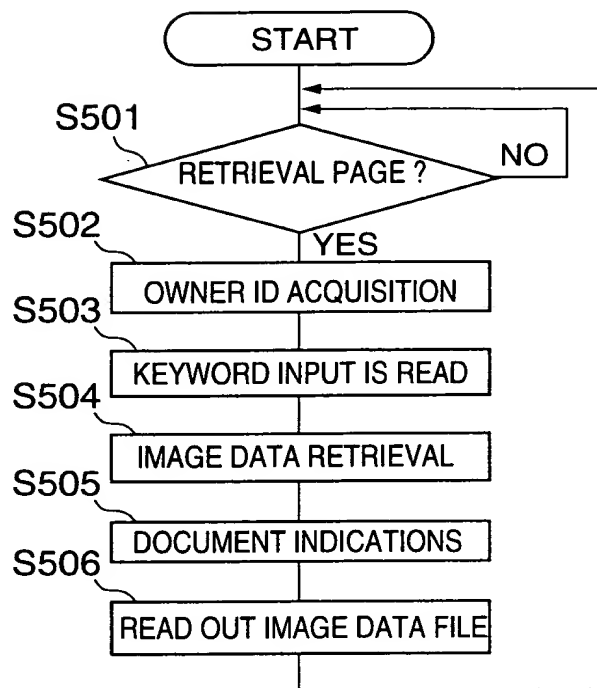 START
S501
RETRIEVAL PAGE ?
NO
YES
S502
OWNER ID ACQUISITION
S503
KEYWORD INPUT IS READ
S504
IMAGE DATA RETRIEVAL
S505
DOCUMENT INDICATIONS
S506
READ OUT IMAGE DATA FILE